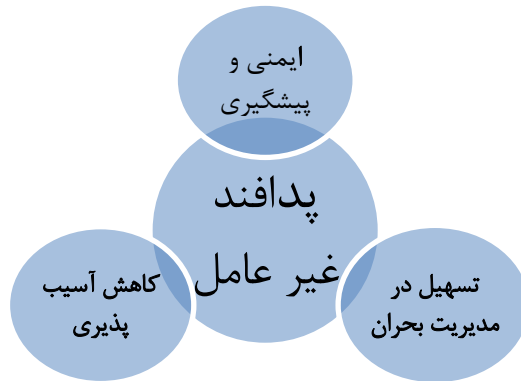 ایمنی و
پیشگیری
پدافند
غیر عامل
تسهیل در
مدیریت بحران
کاهش آسیب
پذیری